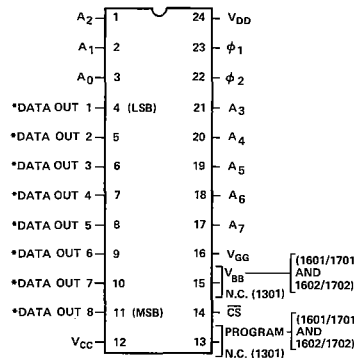 A2 1 24 VDD
A1 2 23 ϕ1
A0 3 22 ϕ2
*DATA OUT 1 4 (LSB) 21 A3
*DATA OUT 2 5 20 A4
*DATA OUT 3 6 19 A5
*DATA OUT 4 7 18 A6
*DATA OUT 5 8 17 A7
*DATA OUT 6 9 16 VGG
*DATA OUT 7 10 15 VBB (1601/1701 AND 1602/1702)
N.C. (1301)
*DATA OUT 8 11 (MSB) 14 C̅S̅
VCC 12 13 PROGRAM (1601/1701 AND 1602/1702)
N.C. (1301)